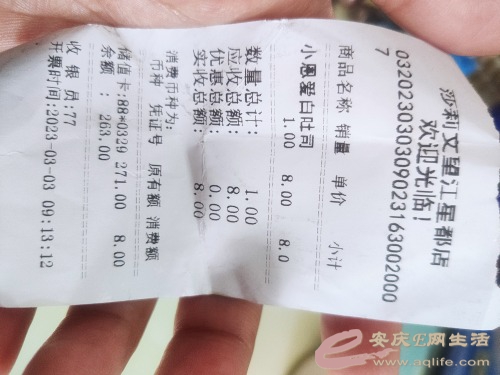 莎莉文望江星都店
欢迎光临!
032023030309023163002000
7
商品名称 销量 单价 小计
小恩爱白吐司
1.00 8.00 8.0
数量总计: 1.00
应收总额: 8.00
优惠总额: 0.00
实收总额: 8.00
消费币种为:
币种 凭证号 原有额 消费额
储值卡:88*0329 271.00 8.00
余额: 263.00
收银员:77
开票时间:2023-03-03 09:13:12
安庆E网生活
www.aqlife.com